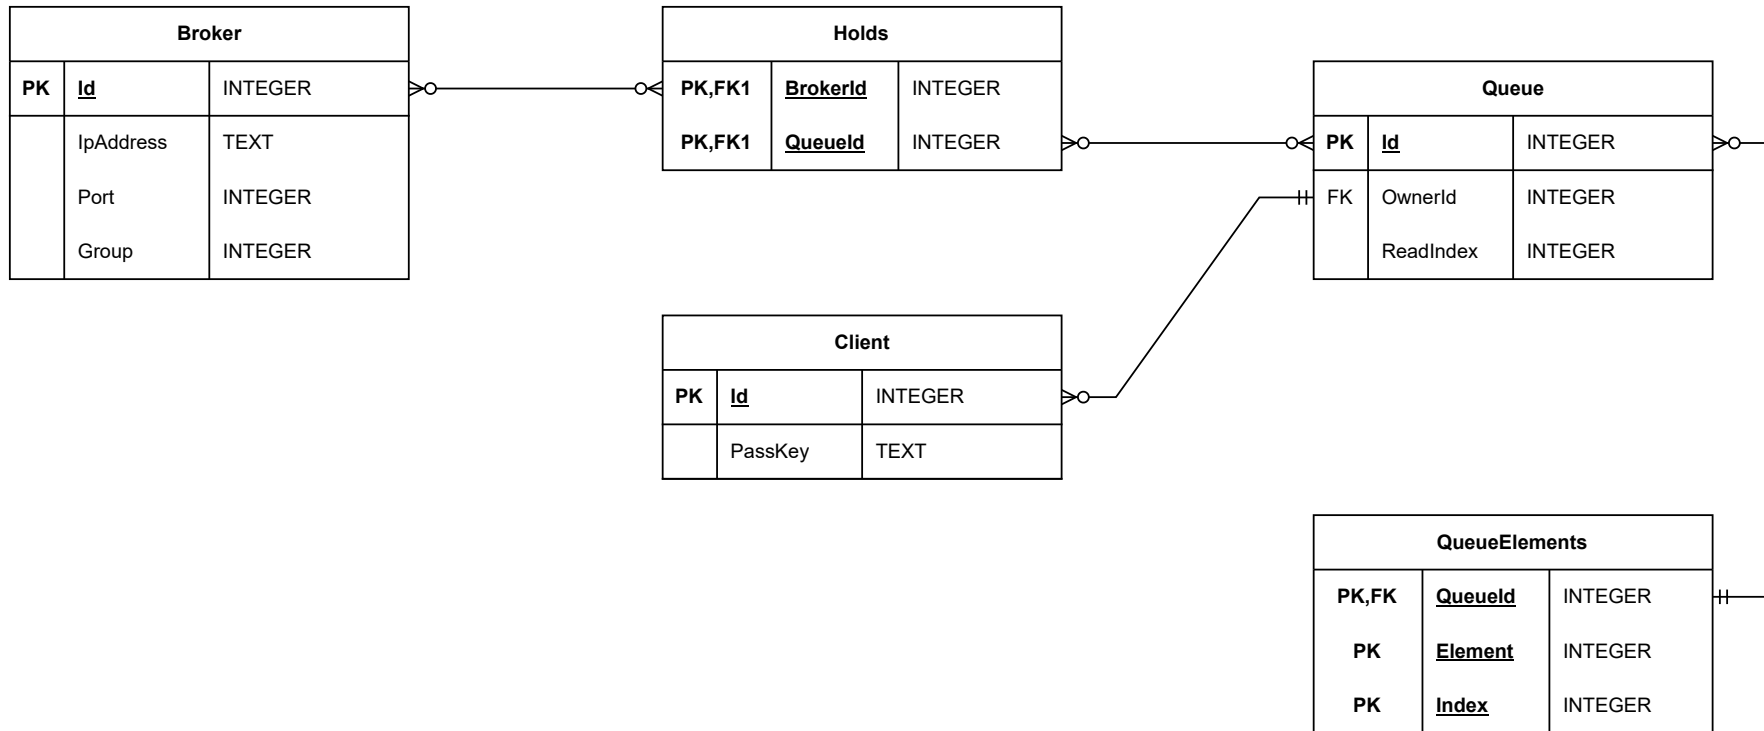 Broker
PK Id INTEGER
IpAddress TEXT
Port INTEGER
Group INTEGER
Holds
PK,FK1 BrokerId INTEGER
PK,FK1 QueueId INTEGER
Queue
PK Id INTEGER
FK OwnerId INTEGER
ReadIndex INTEGER
Client
PK Id INTEGER
PassKey TEXT
QueueElements
PK,FK QueueId INTEGER
PK Element INTEGER
PK Index INTEGER